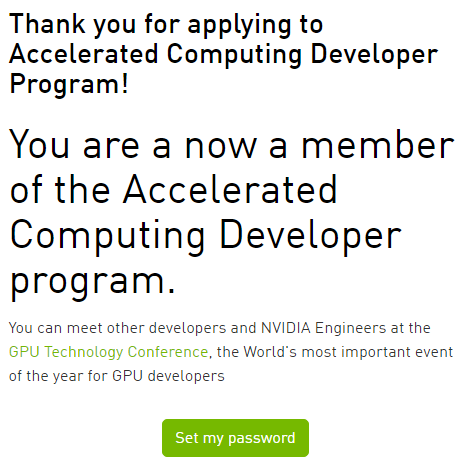 Thank you for applying to
Accelerated Computing Developer
Program!
You are a now a member
of the Accelerated
Computing Developer
program.
You can meet other developers and NVIDIA Engineers at the
GPU Technology Conference, the World's most important event
of the year for GPU developers
Set my password